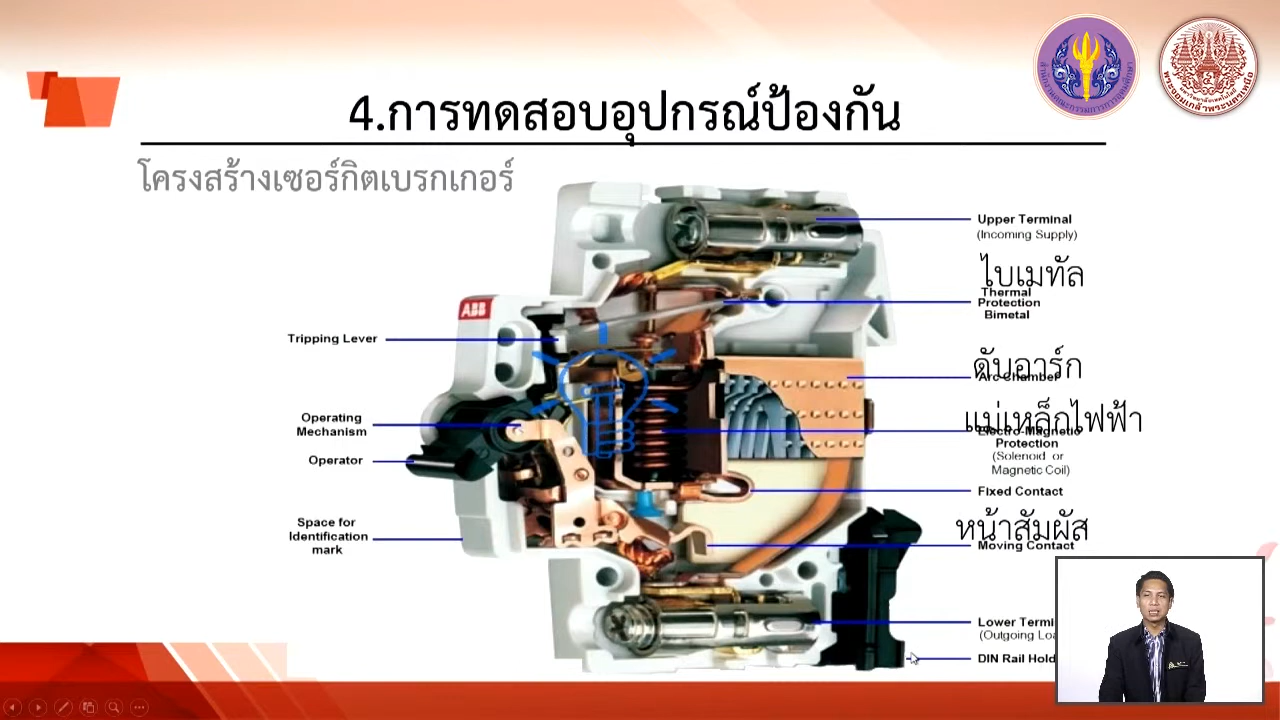 4.การทดสอบอุปกรณ์ป้องกัน
โครงสร้างเซอร์กิตเบรกเกอร์
Upper Terminal
(Incoming Supply)
ไบเมทัล
Thermal
Protection
Bimetal
ABB
Tripping Lever
ดับอาร์ก
Arc Chamber
แม่เหล็กไฟฟ้า
Electro-Magnetic
Protection
(Solenoid or
Magnetic Coil)
Operating
Mechanism
Operator
Fixed Contact
หน้าสัมผัส
Moving Contact
Space for
Identification
mark
Lower Termi
(Outgoing Loa
DIN Rail Hold